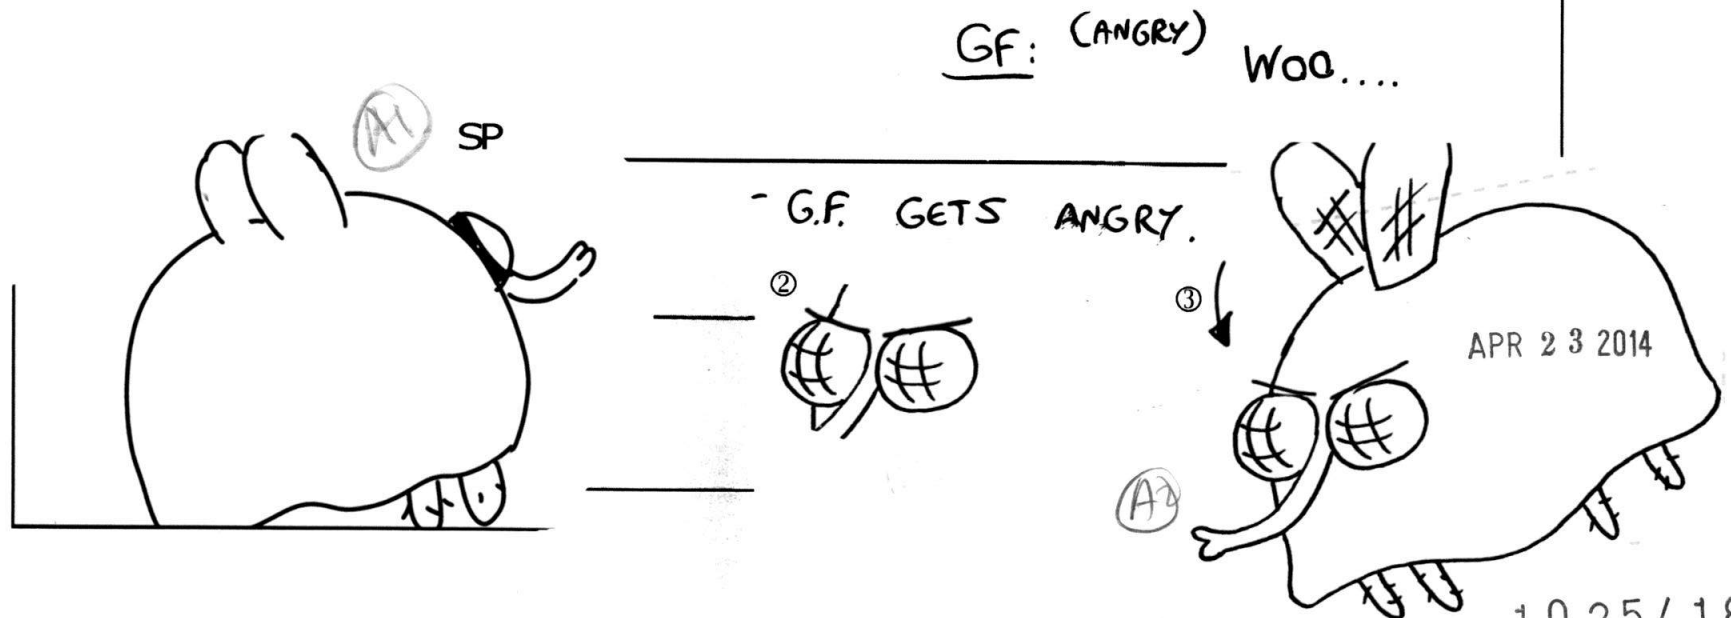 GF: (ANGRY) WOO....
A1 SP
- G.F. GETS ANGRY.
②
③
APR 23 2014
A2